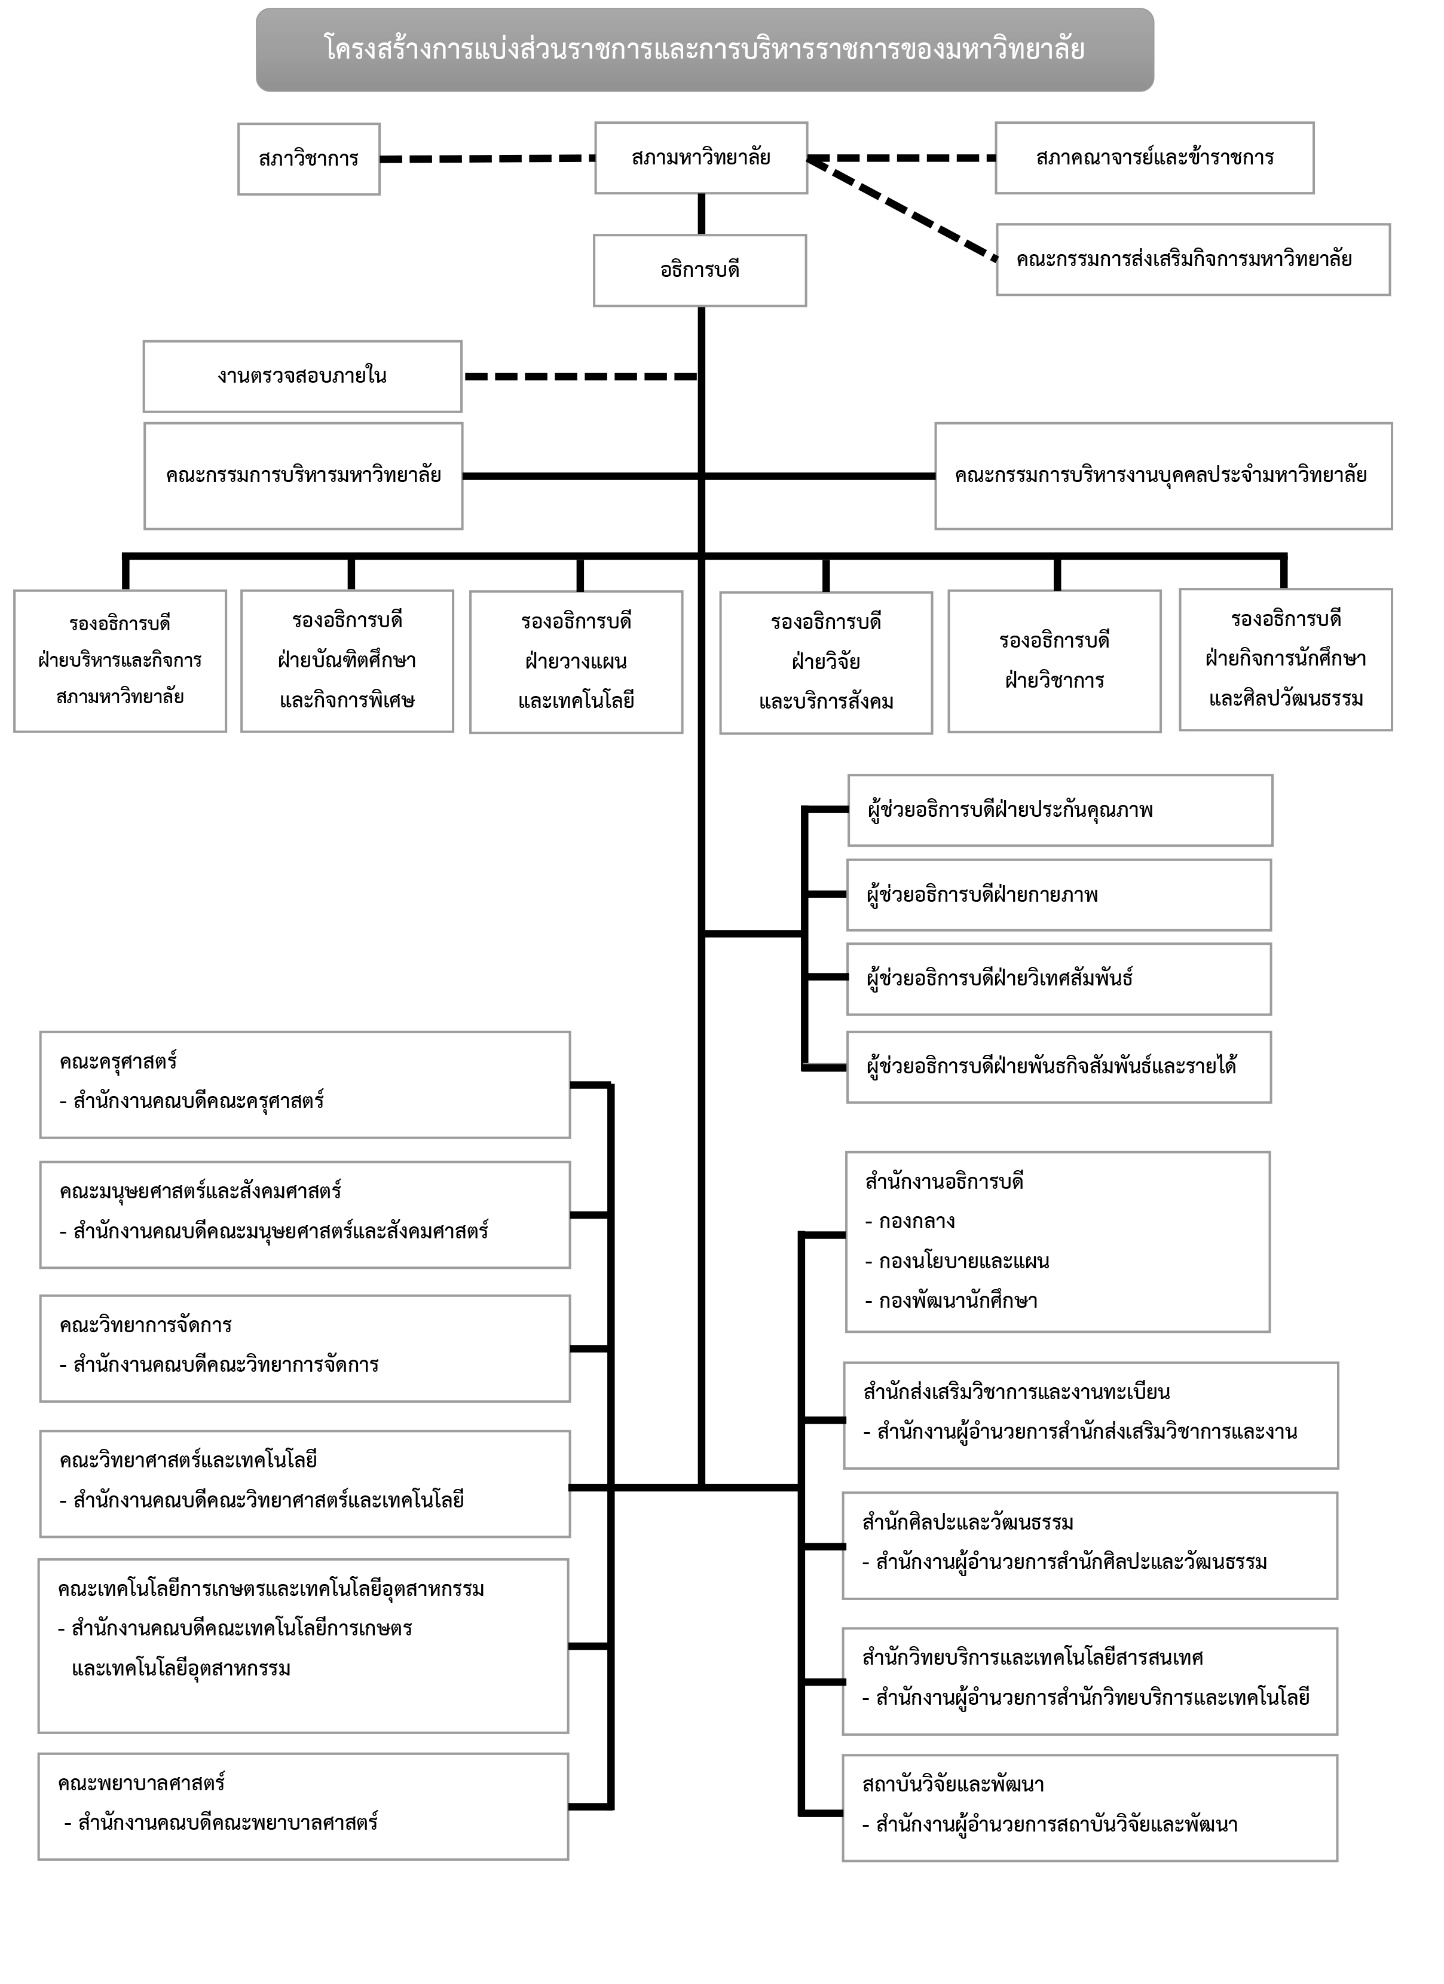 โครงสร้างการแบ่งส่วนราชการและการบริหารราชการของมหาวิทยาลัย
สภาวิชาการ
สภามหาวิทยาลัย
สภาคณาจารย์และข้าราชการ
คณะกรรมการส่งเสริมกิจการมหาวิทยาลัย
อธิการบดี
งานตรวจสอบภายใน
คณะกรรมการบริหารมหาวิทยาลัย
คณะกรรมการบริหารงานบุคคลประจำมหาวิทยาลัย
รองอธิการบดี
ฝ่ายบริหารและกิจการ
สภามหาวิทยาลัย
รองอธิการบดี
ฝ่ายบัณฑิตศึกษา
และกิจการพิเศษ
รองอธิการบดี
ฝ่ายวางแผน
และเทคโนโลยี
รองอธิการบดี
ฝ่ายวิจัย
และบริการสังคม
รองอธิการบดี
ฝ่ายวิชาการ
รองอธิการบดี
ฝ่ายกิจการนักศึกษา
และศิลปวัฒนธรรม
ผู้ช่วยอธิการบดีฝ่ายประกันคุณภาพ
ผู้ช่วยอธิการบดีฝ่ายกายภาพ
ผู้ช่วยอธิการบดีฝ่ายวิเทศสัมพันธ์
ผู้ช่วยอธิการบดีฝ่ายพันธกิจสัมพันธ์และรายได้
คณะครุศาสตร์
- สำนักงานคณบดีคณะครุศาสตร์
คณะมนุษยศาสตร์และสังคมศาสตร์
- สำนักงานคณบดีคณะมนุษยศาสตร์และสังคมศาสตร์
คณะวิทยาการจัดการ
- สำนักงานคณบดีคณะวิทยาการจัดการ
คณะวิทยาศาสตร์และเทคโนโลยี
- สำนักงานคณบดีคณะวิทยาศาสตร์และเทคโนโลยี
คณะเทคโนโลยีการเกษตรและเทคโนโลยีอุตสาหกรรม
- สำนักงานคณบดีคณะเทคโนโลยีการเกษตร
และเทคโนโลยีอุตสาหกรรม
คณะพยาบาลศาสตร์
- สำนักงานคณบดีคณะพยาบาลศาสตร์
สำนักงานอธิการบดี
- กองกลาง
- กองนโยบายและแผน
- กองพัฒนานักศึกษา
สำนักส่งเสริมวิชาการและงานทะเบียน
- สำนักงานผู้อำนวยการสำนักส่งเสริมวิชาการและงาน
สำนักศิลปะและวัฒนธรรม
- สำนักงานผู้อำนวยการสำนักศิลปะและวัฒนธรรม
สำนักวิทยบริการและเทคโนโลยีสารสนเทศ
- สำนักงานผู้อำนวยการสำนักวิทยบริการและเทคโนโลยี
สถาบันวิจัยและพัฒนา
- สำนักงานผู้อำนวยการสถาบันวิจัยและพัฒนา